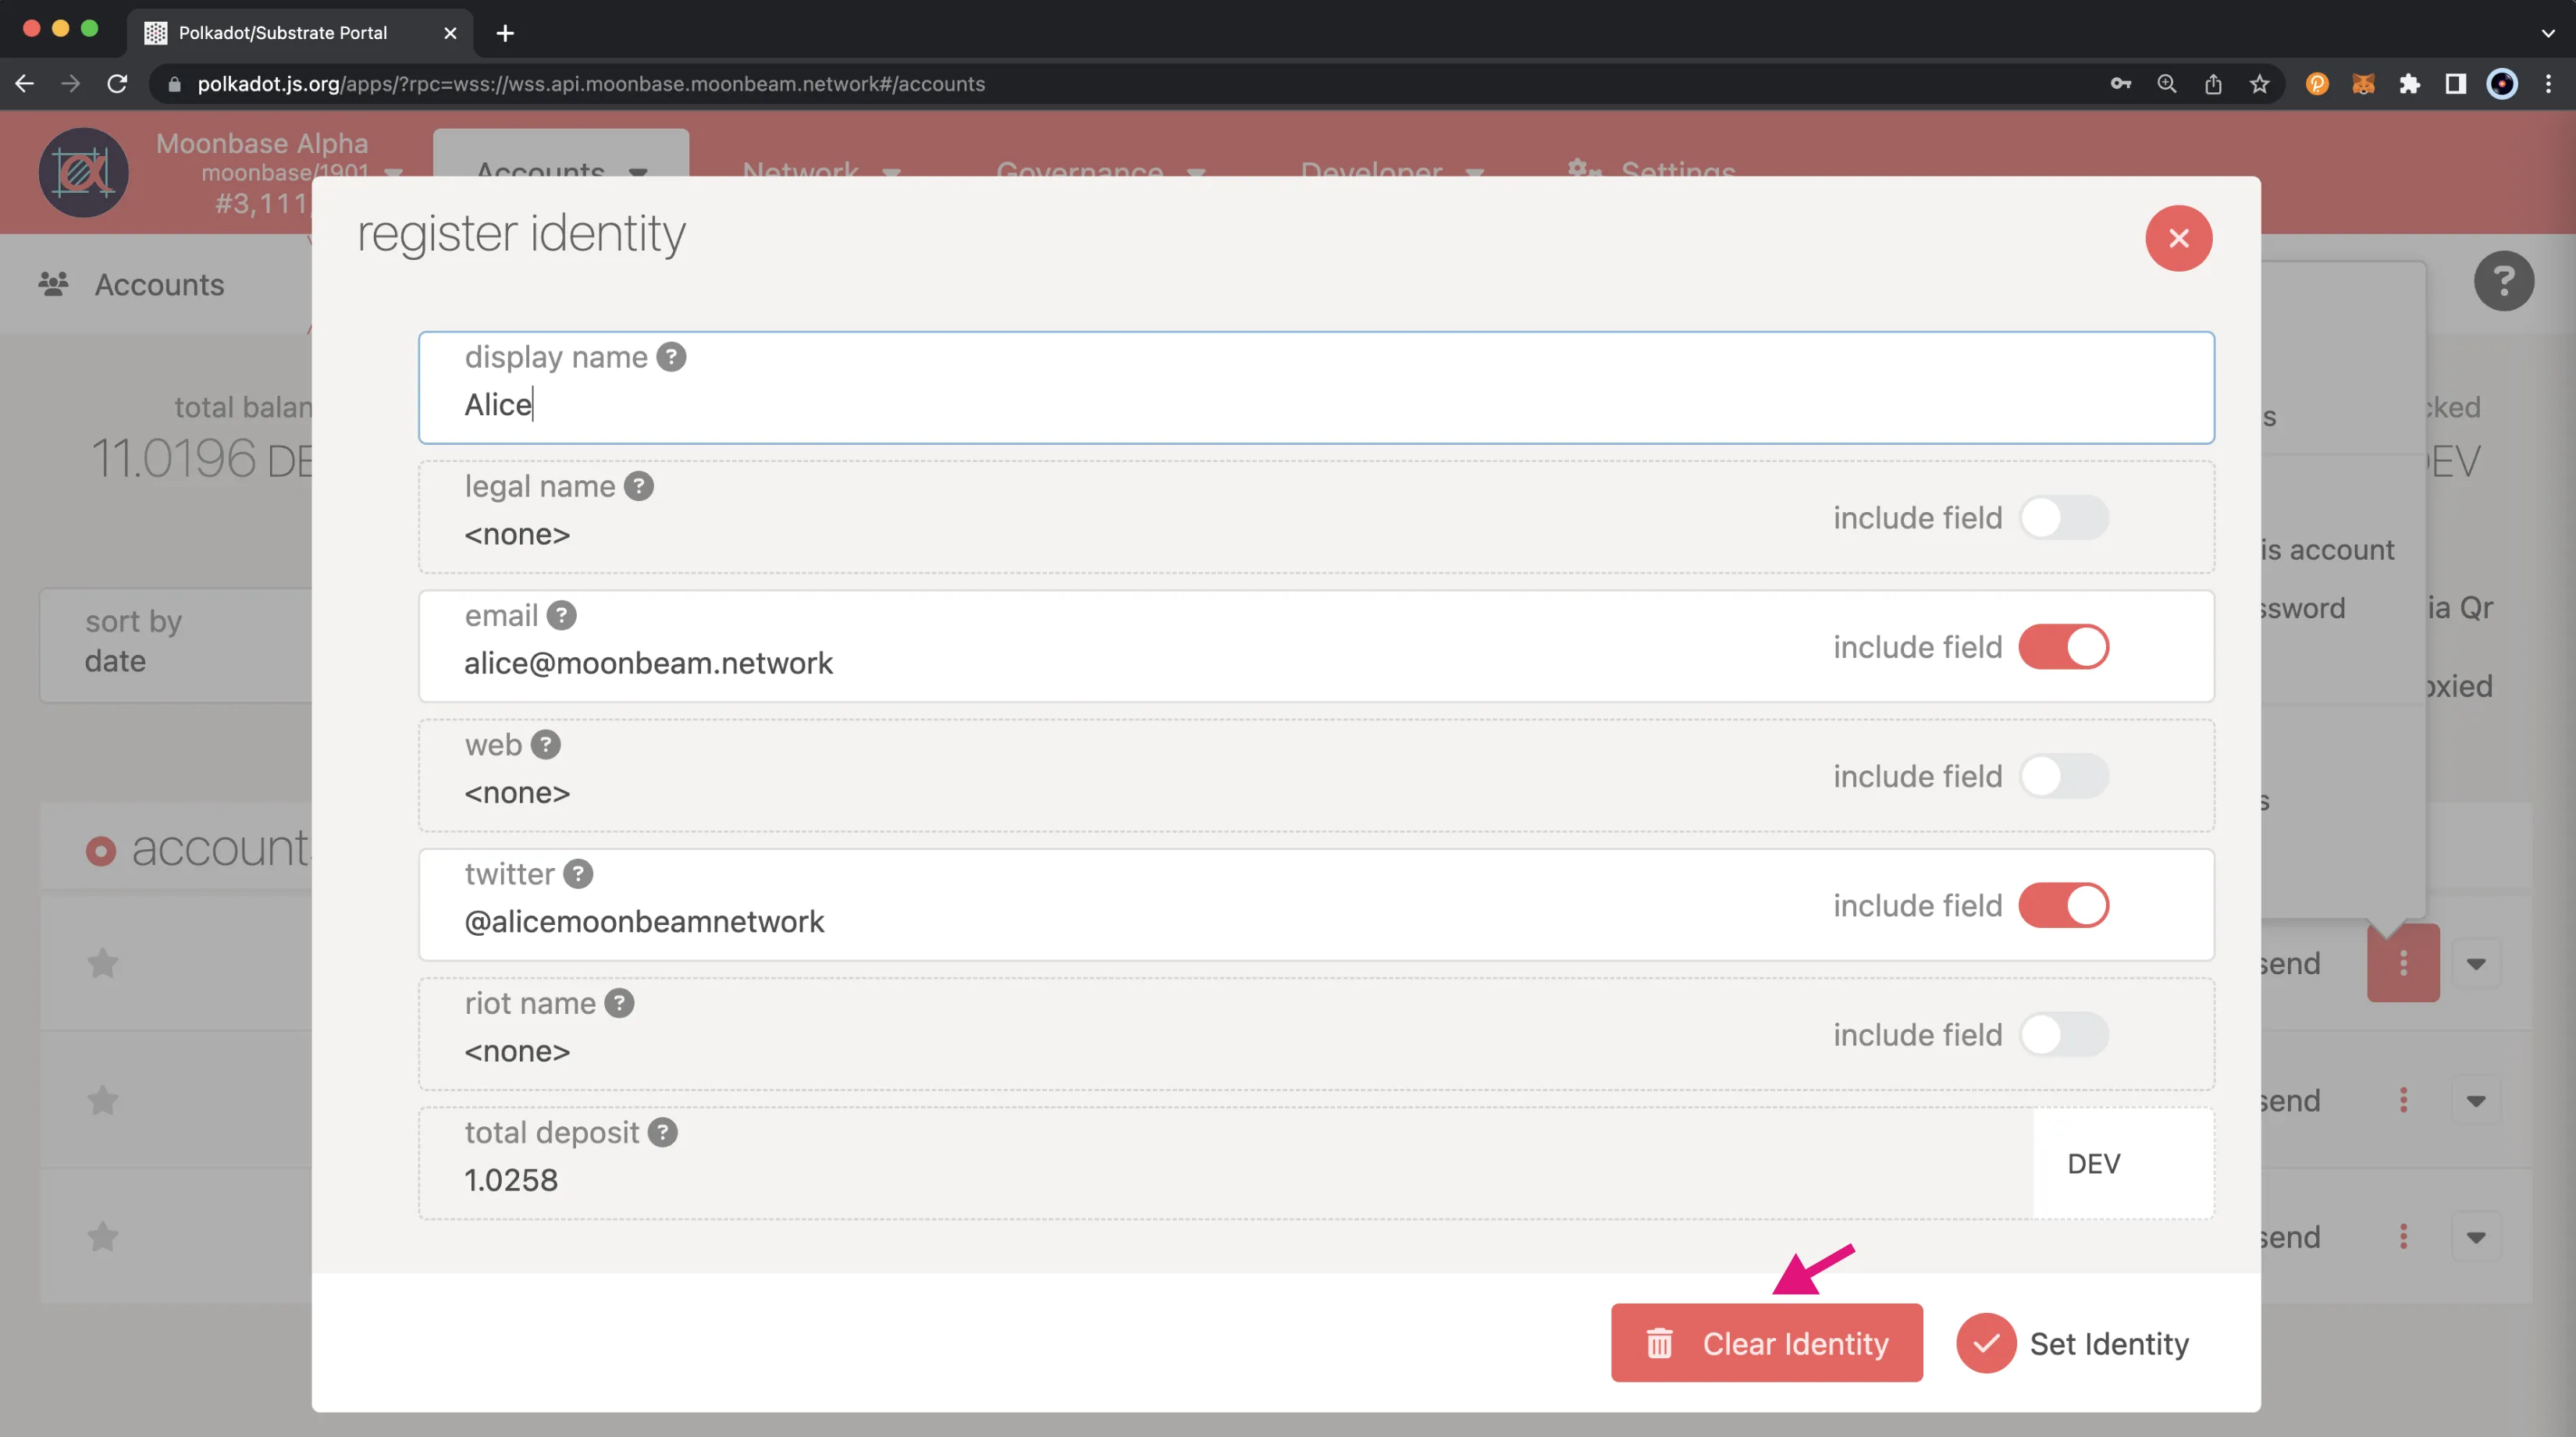 Polkadot/Substrate Portal
polkadot.js.org/apps/?rpc=wss://wss.api.moonbase.moonbeam.network#/accounts
Moonbase Alpha
moonbase/1901
#3,111,
Accounts
Network
Governance
Developer
Settings
Accounts
register identity
total balan
11.0196 DE
cked
DEV
display name ?
Alice
legal name ?
<none>
include field
email ?
alice@moonbeam.network
include field
web ?
<none>
include field
twitter ?
@alicemoonbeamnetwork
include field
riot name ?
<none>
include field
total deposit ?
1.0258
DEV
Clear Identity
Set Identity
sort by
date
accounts
?
s
is account
ssword
ia Qr
oxied
s
send
send
send